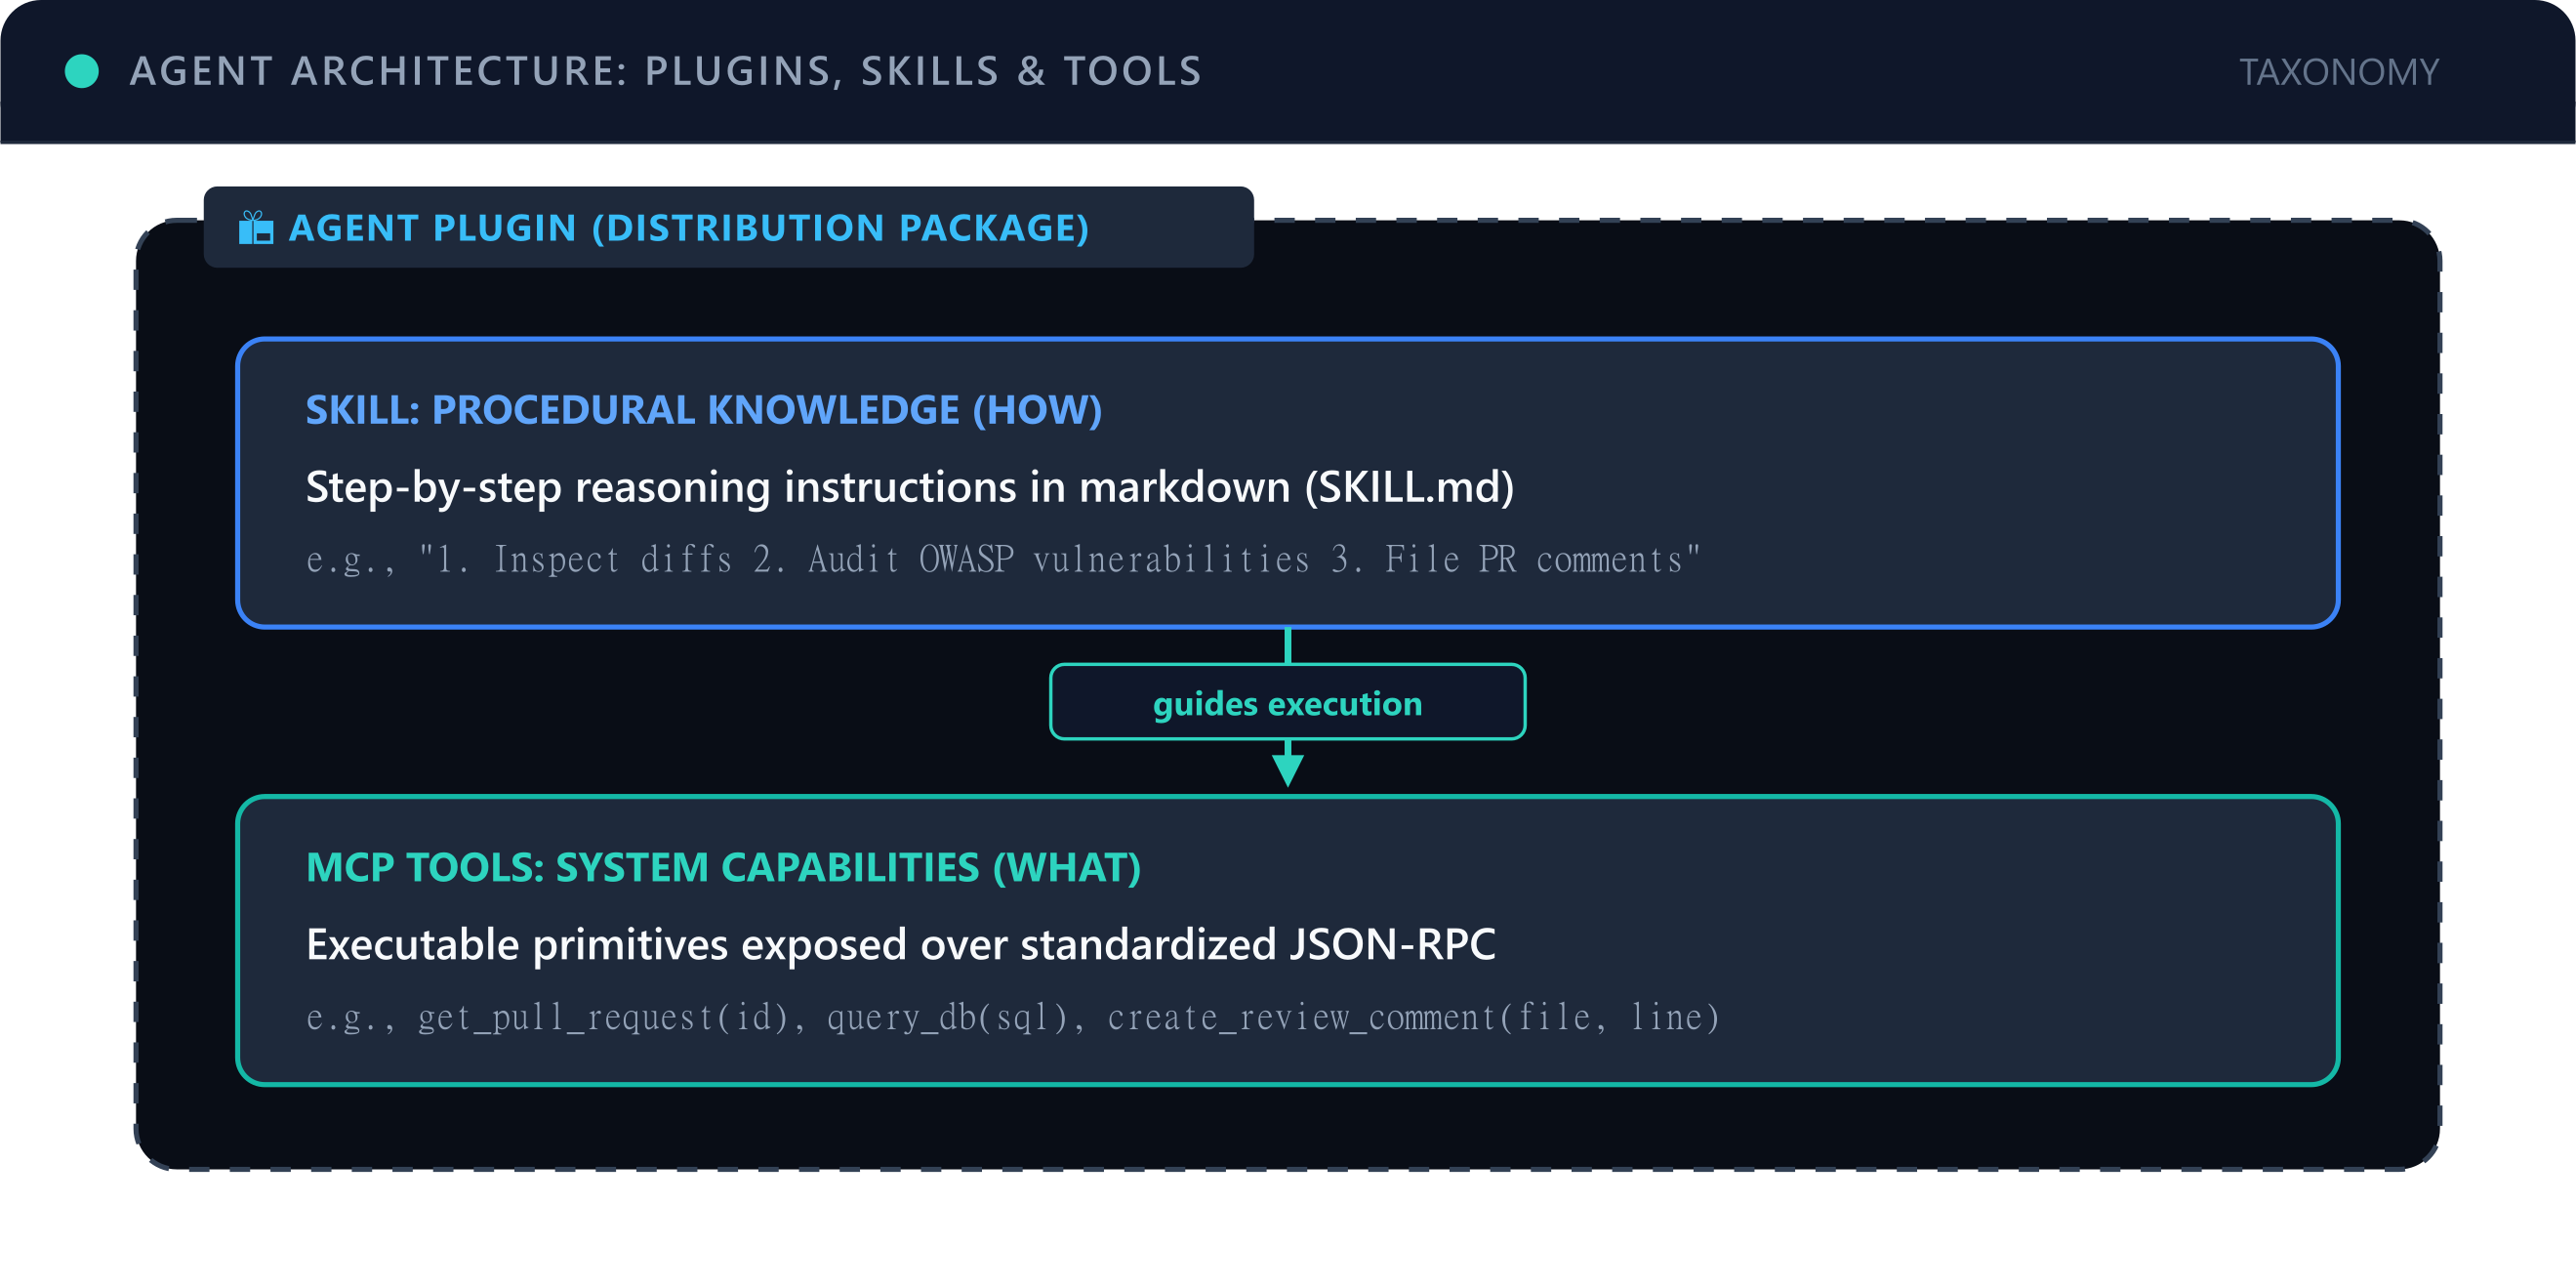 AGENT ARCHITECTURE: PLUGINS, SKILLS & TOOLS
TAXONOMY
AGENT PLUGIN (DISTRIBUTION PACKAGE)
SKILL: PROCEDURAL KNOWLEDGE (HOW)
Step-by-step reasoning instructions in markdown (SKILL.md)
e.g., "1. Inspect diffs 2. Audit OWASP vulnerabilities 3. File PR comments"
guides execution
MCP TOOLS: SYSTEM CAPABILITIES (WHAT)
Executable primitives exposed over standardized JSON-RPC
e.g., get_pull_request(id), query_db(sql), create_review_comment(file, line)